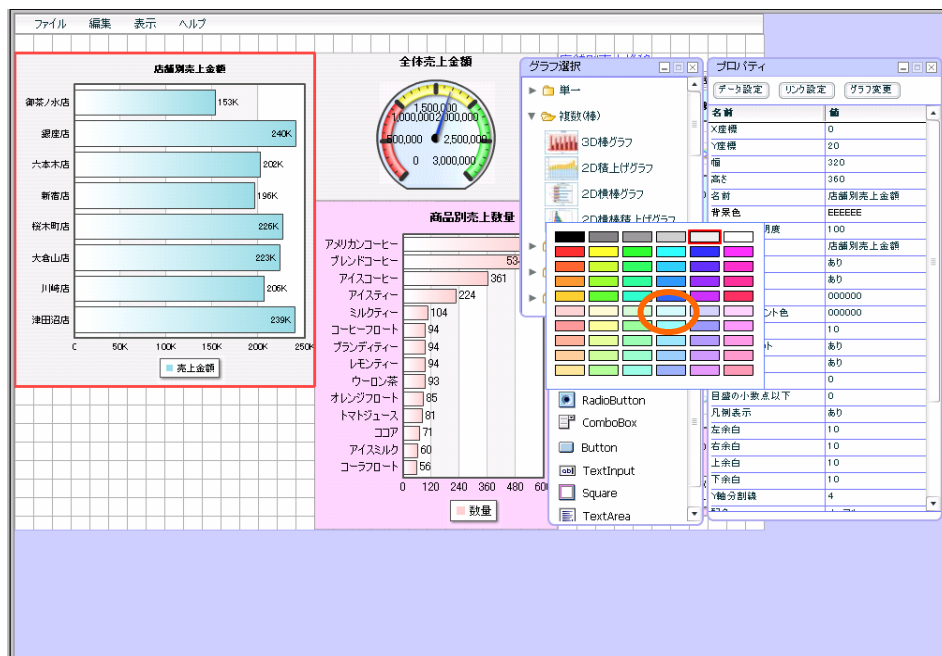 ファイル 編集 表示 ヘルプ
店舗別売上金額
御茶ノ水店 153K
銀座店 240K
六本木店 202K
新宿店 196K
桜木町店 226K
大倉山店 223K
川崎店 206K
津田沼店 239K
0 50K 100K 150K 200K 250K
売上金額
全体売上金額
1,500,000
1,000,000 2,000,000
500,000 2,500,000
0 3,000,000
商品別売上数量
アメリカンコーヒー
ブレンドコーヒー
アイスコーヒー 361
アイスティー 224
ミルクティー 104
コーヒーフロート 94
ブランディティー 94
レモンティー 94
ウーロン茶 93
オレンジフロート 85
トマトジュース 81
ココア 71
アイスミルク 60
コーラフロート 56
0 120 240 360 480
数量
グラフ選択
単一
複数(棒)
3D棒グラフ
2D積上げグラフ
2D横棒グラフ
2D横棒積上げグラフ
RadioButton
ComboBox
Button
TextInput
Square
TextArea
プロパティ
データ設定 リンク設定 グラフ変更
名前 値
X座標 0
Y座標 20
幅 320
高さ 360
名前 店舗別売上金額
背景色 EEEEEE
明度 100
店舗別売上金額
あり
あり
000000
ント色 000000
10
ト あり
あり
0
目盛の小数点以下 0
凡例表示 あり
左余白 10
右余白 10
上余白 10
下余白 10
Y軸分割線 4